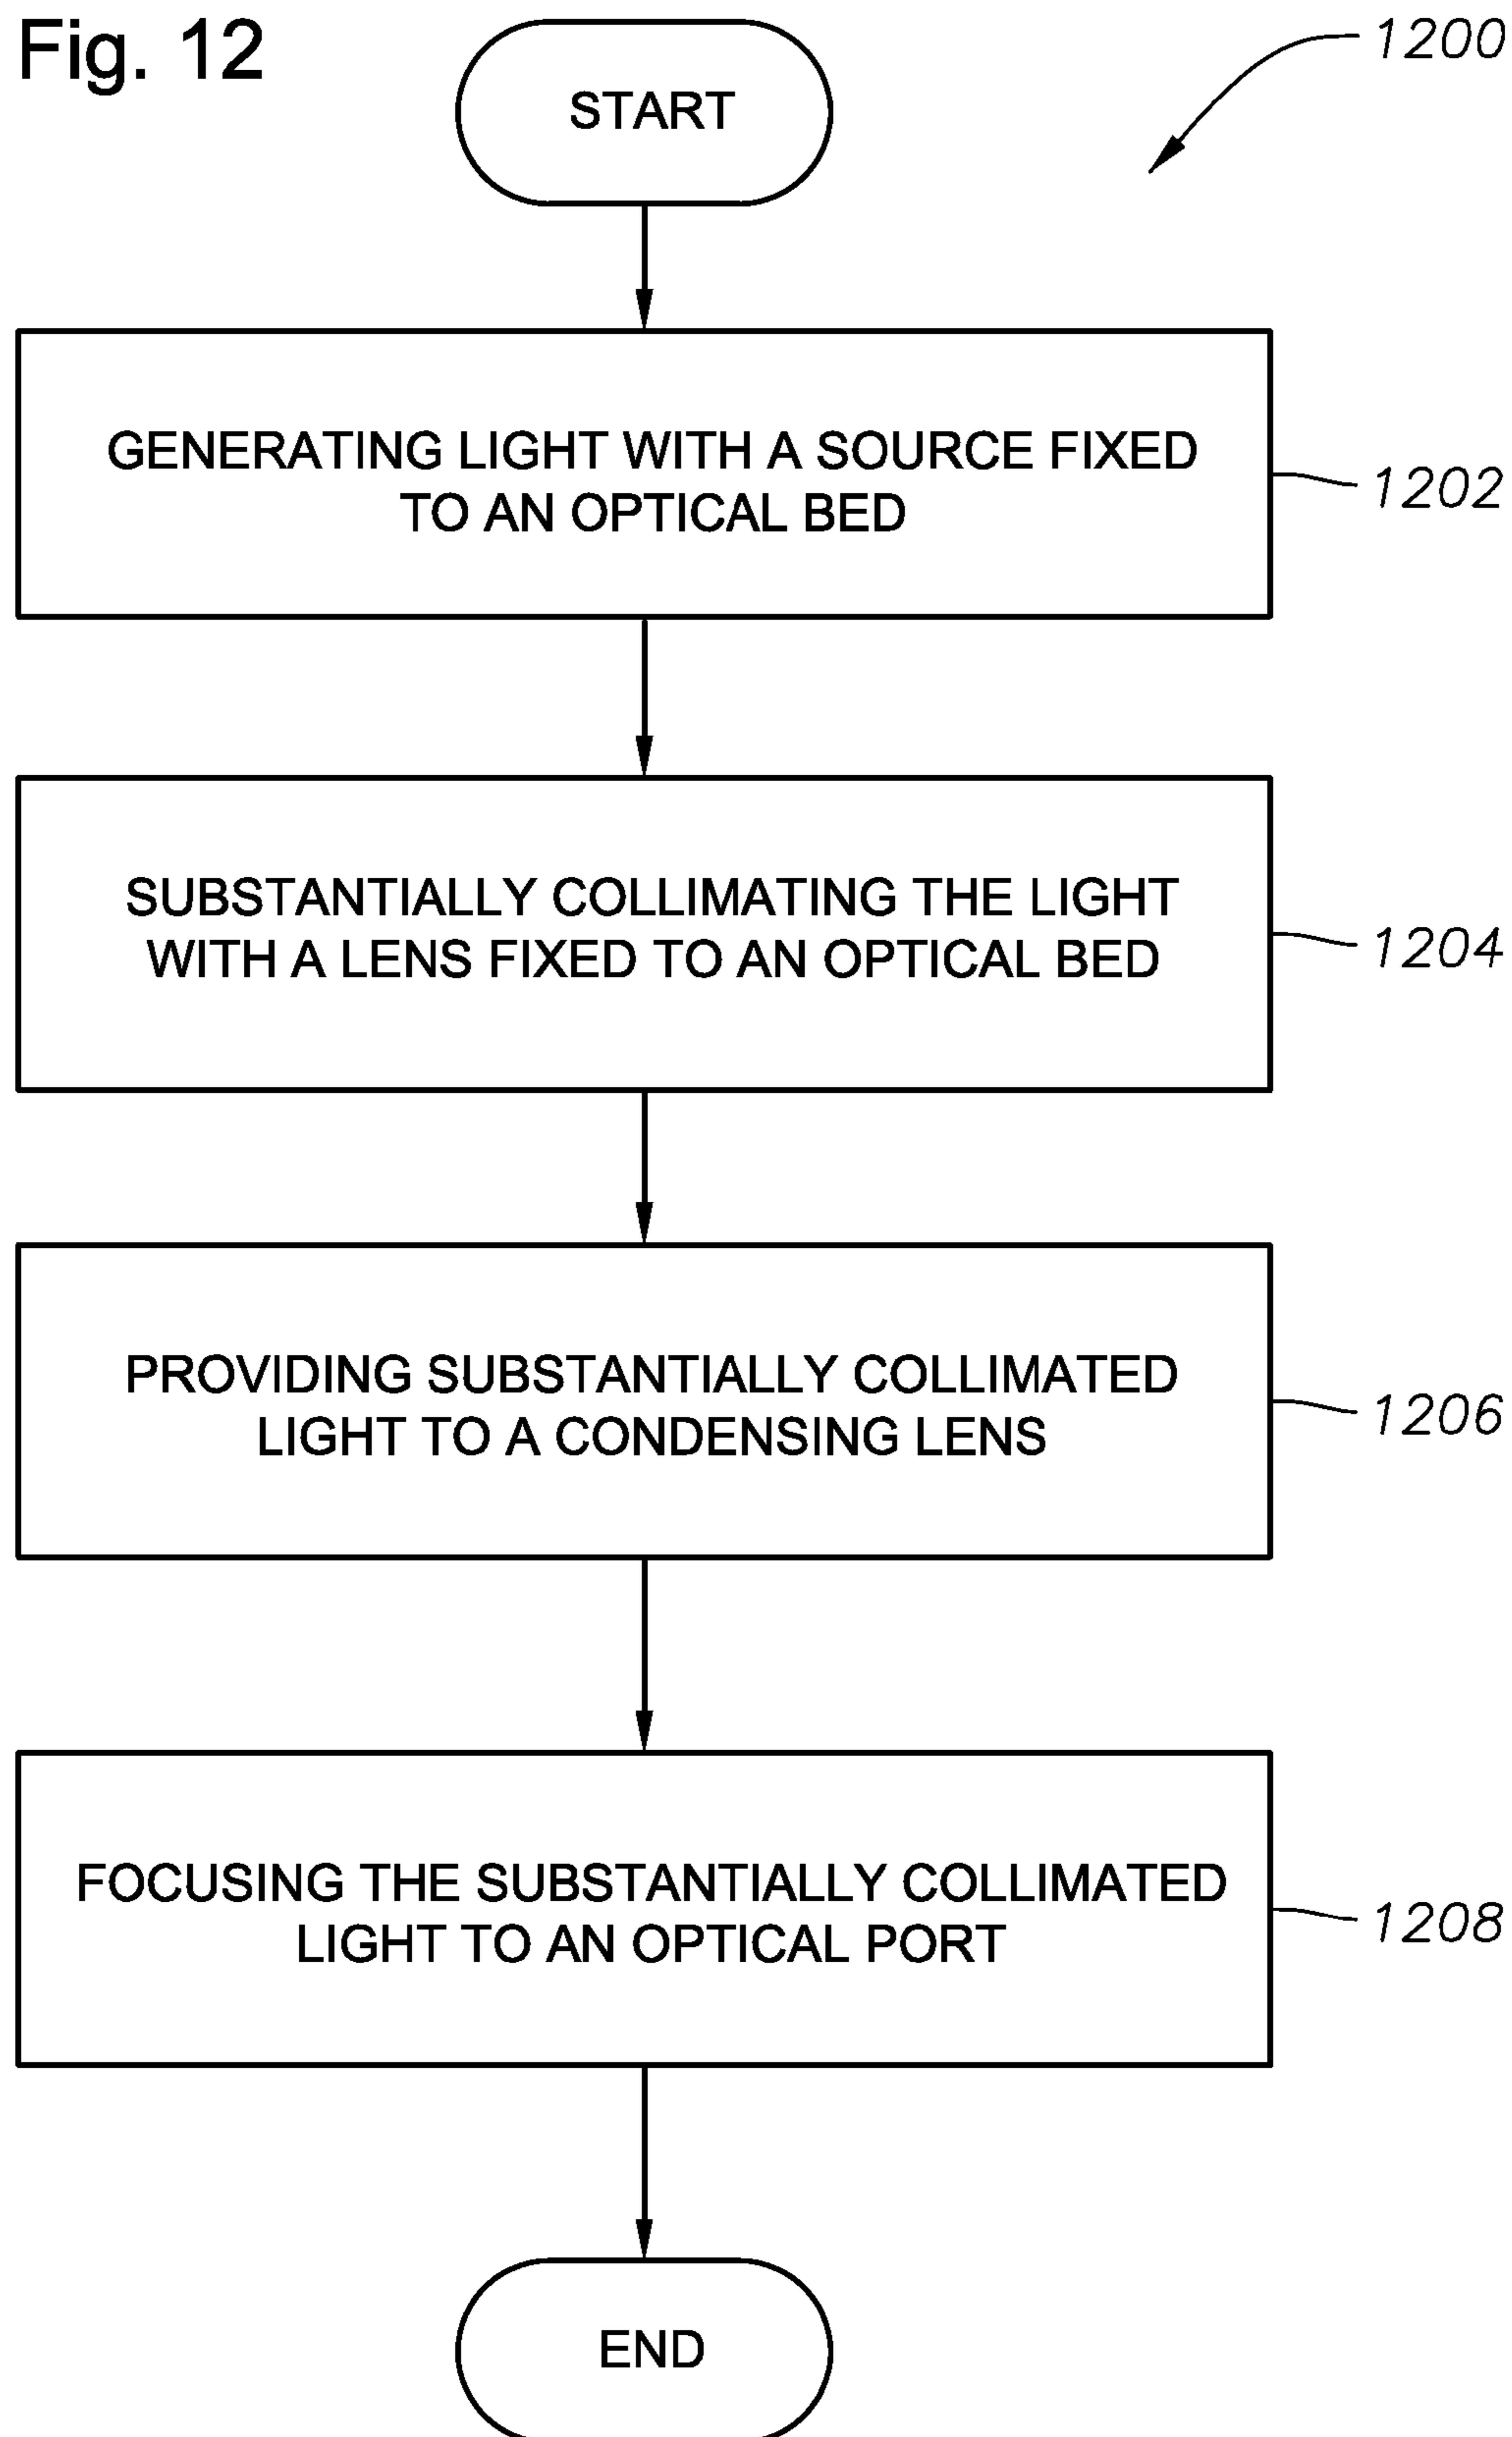 Fig. 12
1200
START
GENERATING LIGHT WITH A SOURCE FIXED
TO AN OPTICAL BED
1202
SUBSTANTIALLY COLLIMATING THE LIGHT
WITH A LENS FIXED TO AN OPTICAL BED
1204
PROVIDING SUBSTANTIALLY COLLIMATED
LIGHT TO A CONDENSING LENS
1206
FOCUSING THE SUBSTANTIALLY COLLIMATED
LIGHT TO AN OPTICAL PORT
1208
END